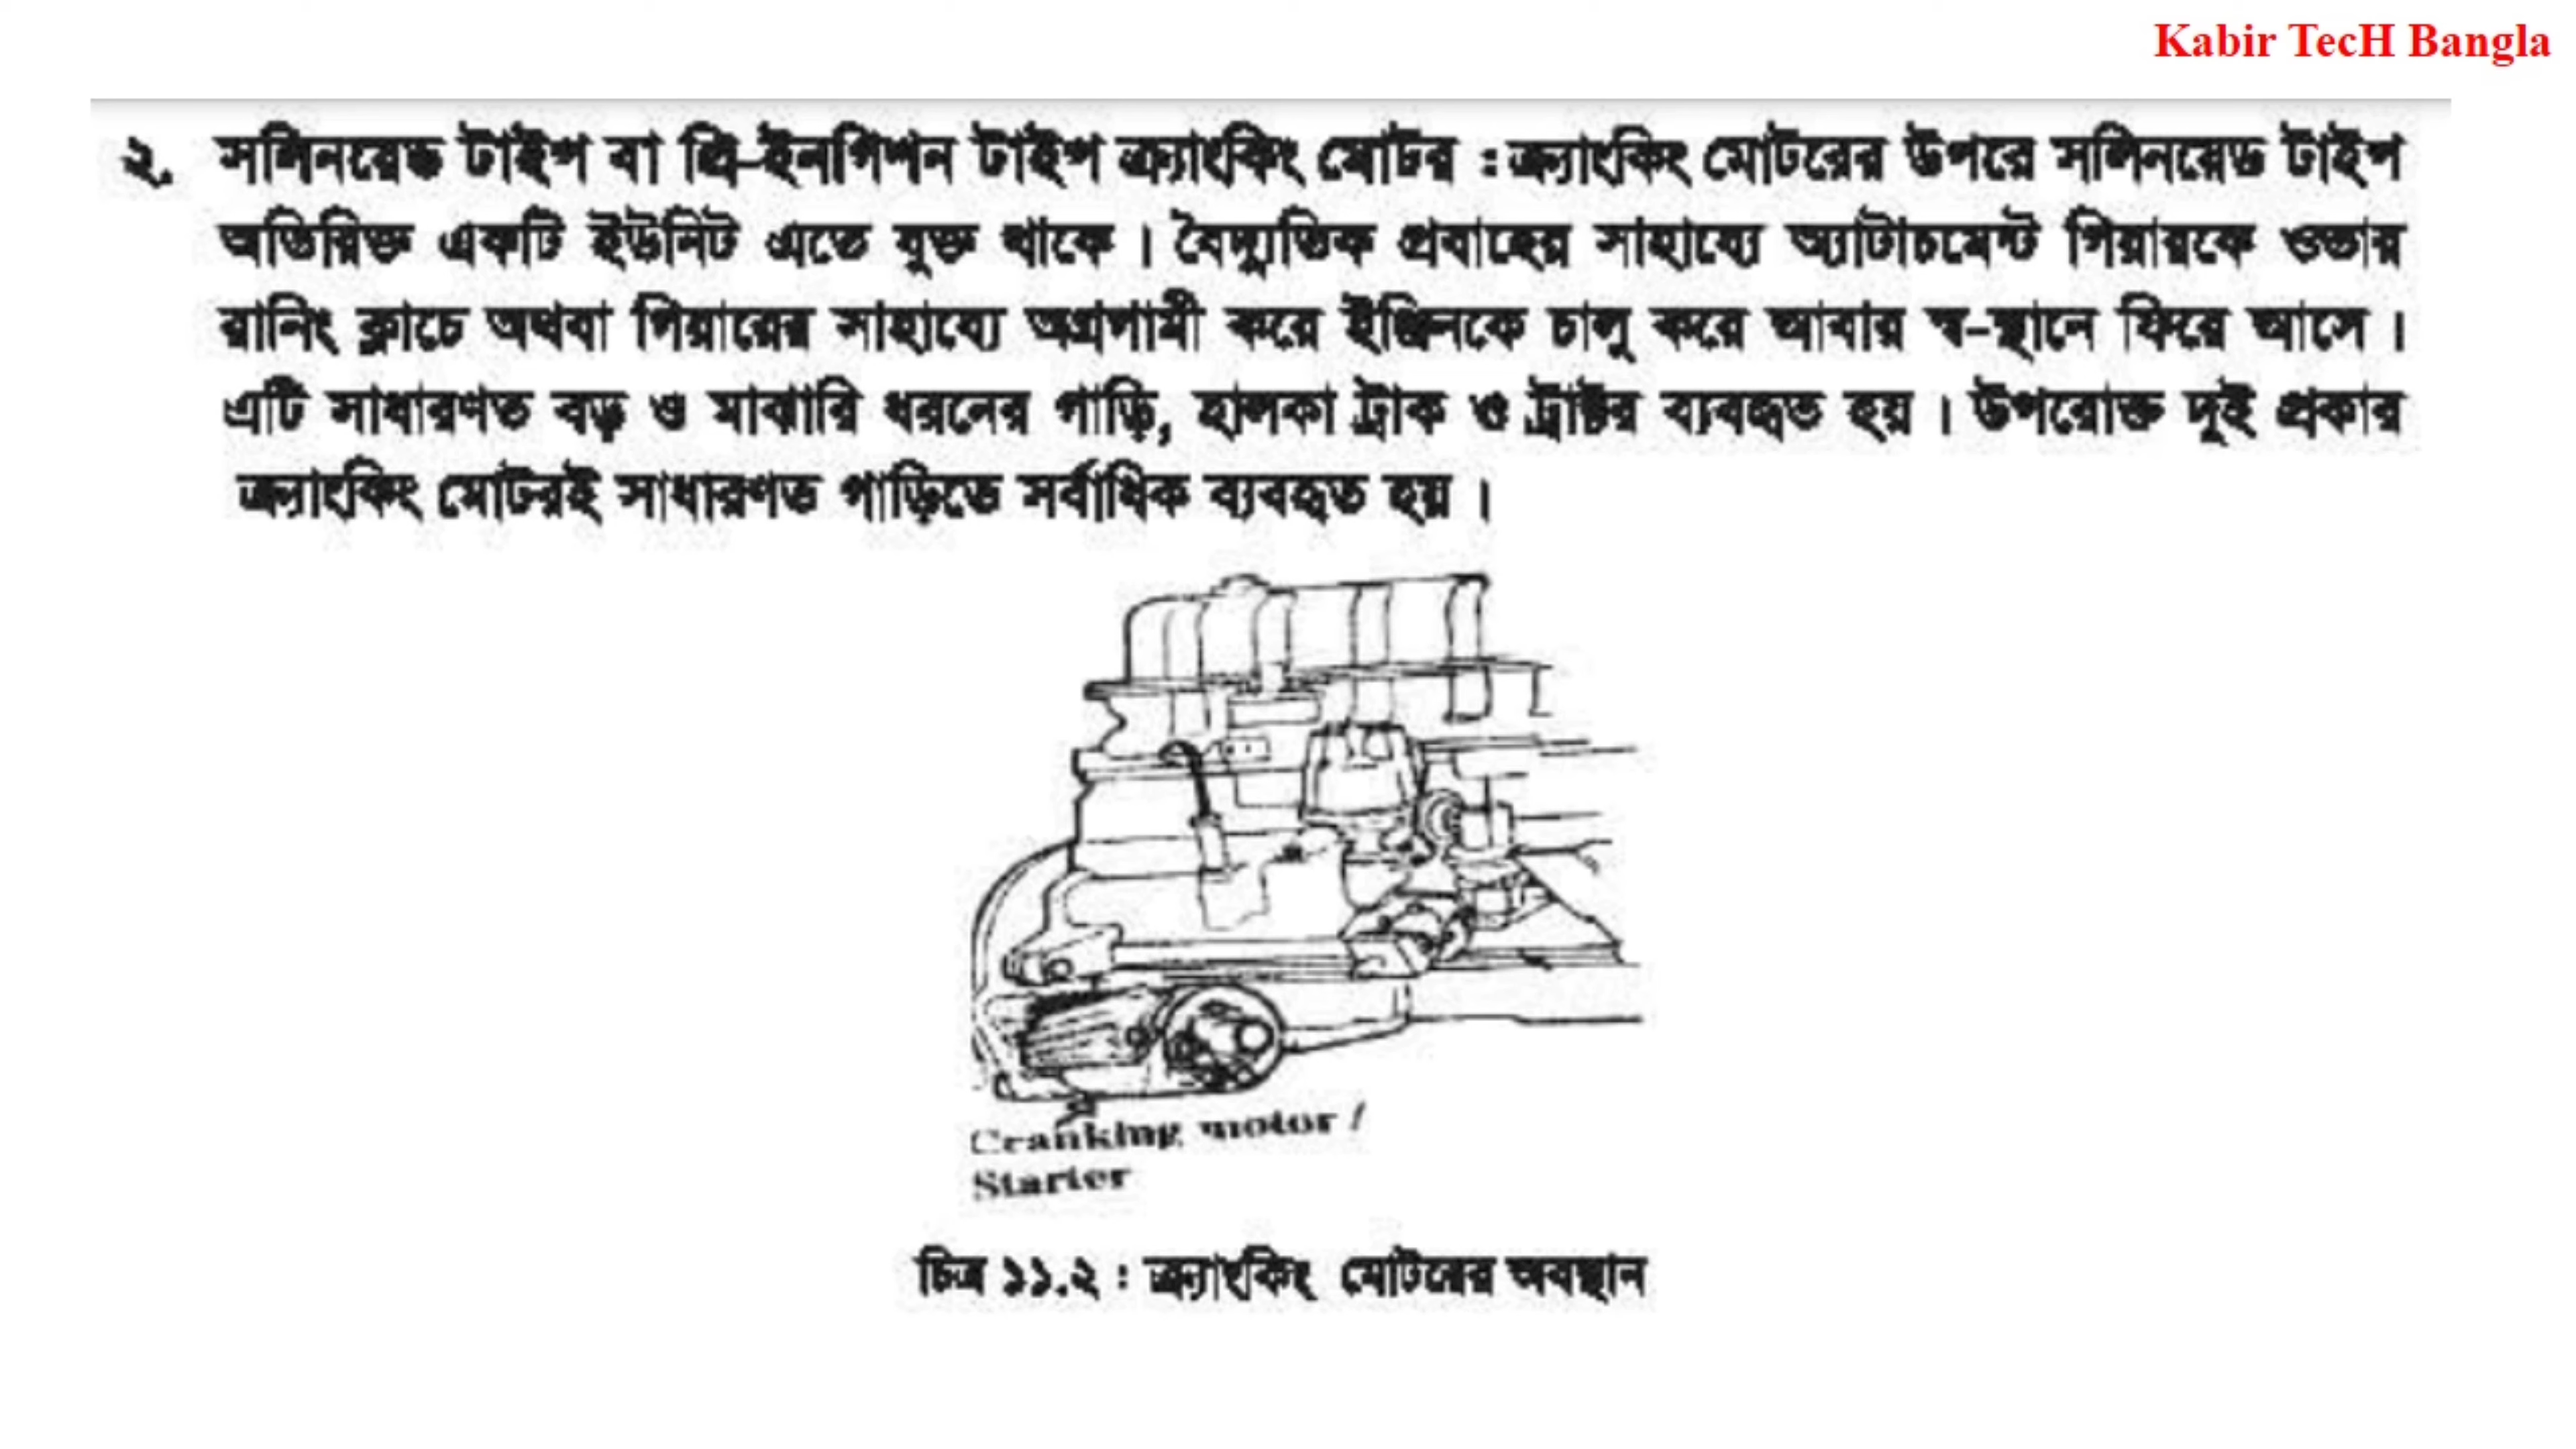 Kabir TecH Bangla
২. সলিনয়েড টাইপ বা প্রি-ইনগিপশন টাইপ ক্র্যাংকিং মোটর : ক্র্যাংকিং মোটরের উপরে সলিনয়েড টাইপ
অতিরিক্ত একটি ইউনিট এতে যুক্ত থাকে । বৈদ্যুতিক প্রবাহের সাহায্যে অ্যাটাচমেন্ট গিয়ারকে ওভার
রানিং ক্লাচে অথবা গিয়ারের সাহায্যে অগ্রগামী করে ইঞ্জিনকে চালু করে আবার স্ব-স্থানে ফিরে আসে ।
এটি সাধারণত বড় ও মাঝারি ধরনের গাড়ি, হালকা ট্রাক ও ট্রাক্টর ব্যবহৃত হয় । উপরোক্ত দুই প্রকার
ক্র্যাংকিং মোটরই সাধারণত গাড়িতে সর্বাধিক ব্যবহৃত হয় ।
Cranking motor /
Starter
চিত্র ১১.২ : ক্র্যাংকিং মোটরের অবস্থান